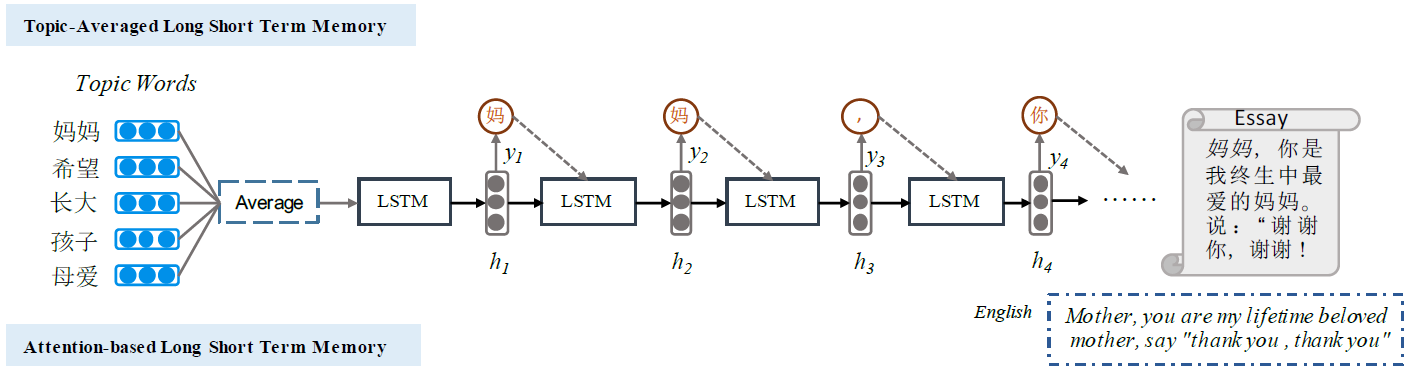 Topic-Averaged Long Short Term Memory
Topic Words
妈妈
希望
长大
孩子
母爱
Average
LSTM
h1
妈
y1
LSTM
h2
妈
y2
LSTM
h3
,
y3
LSTM
h4
你
y4
......
Essay
妈妈，你是
我终生中最
爱的妈妈。
说：“谢谢
你，谢谢！
English
Mother, you are my lifetime beloved
mother, say "thank you , thank you"
Attention-based Long Short Term Memory